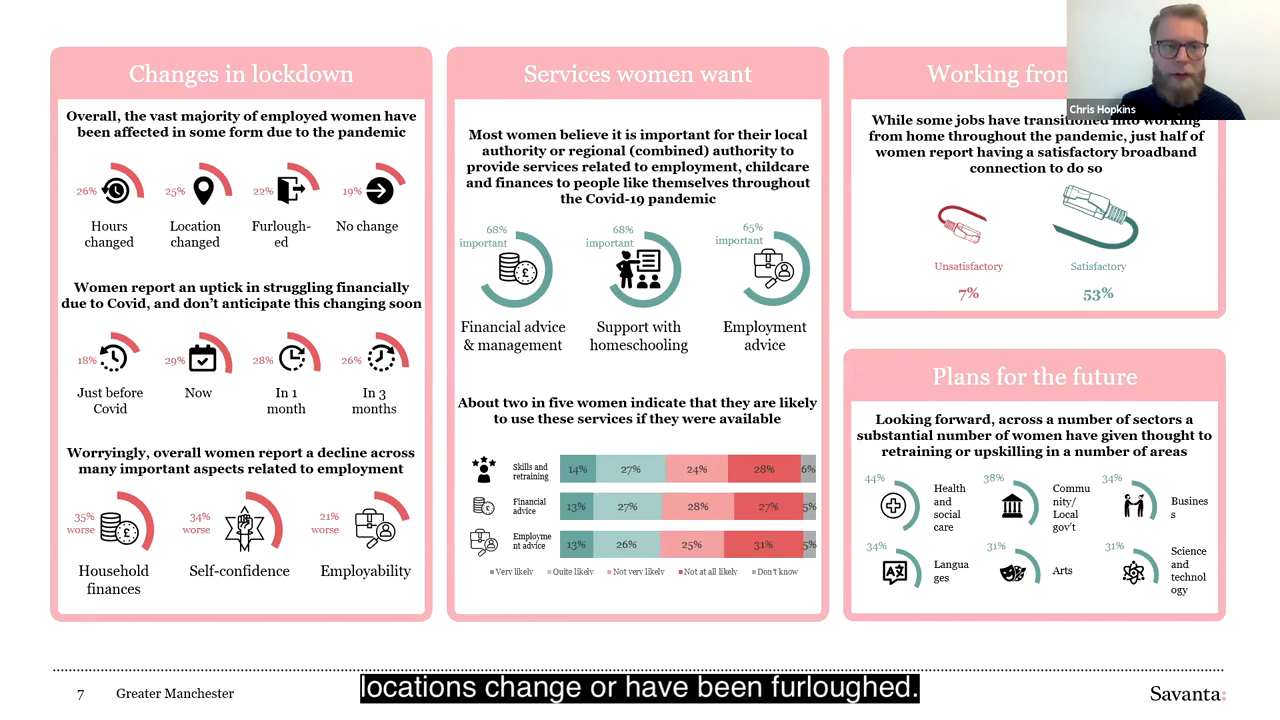 Changes in lockdown
Overall, the vast majority of employed women have
been affected in some form due to the pandemic
26%
25%
22%
19%
Hours
changed
Location
changed
Furlough-
ed
No change
Women report an uptick in struggling financially
due to Covid, and don't anticipate this changing soon
18%
29%
28%
26%
Just before
Covid
Now
In 1
month
In 3
months
Worryingly, overall women report a decline across
many important aspects related to employment
35%
worse
34%
worse
21%
worse
Household
finances
Self-confidence
Employability
Services women want
Most women believe it is important for their local
authority or regional (combined) authority to
provide services related to employment, childcare
and finances to people like themselves throughout
the Covid-19 pandemic
68%
important
68%
important
65%
important
Financial advice
& management
Support with
homeschooling
Employment
advice
About two in five women indicate that they are likely
to use these services if they were available
Skills and
retraining
14% 27% 24% 28% 6%
Financial
advice
13% 27% 28% 27% 5%
Employme
nt advice
13% 26% 25% 31% 5%
Very likely Quite likely Not very likely Not at all likely Don't know
Working from
Chris Hopkins
While some jobs have transitioned into working
from home throughout the pandemic, just half of
women report having a satisfactory broadband
connection to do so
Unsatisfactory
Satisfactory
7%
53%
Plans for the future
Looking forward, across a number of sectors a
substantial number of women have given thought to
retraining or upskilling in a number of areas
44%
Health
and
social
care
38%
Commu
nity/
Local
gov't
34%
Busines
s
34%
Langua
ges
31%
Arts
31%
Science
and
technol
ogy
7 Greater Manchester
locations change or have been furloughed.
Savanta: